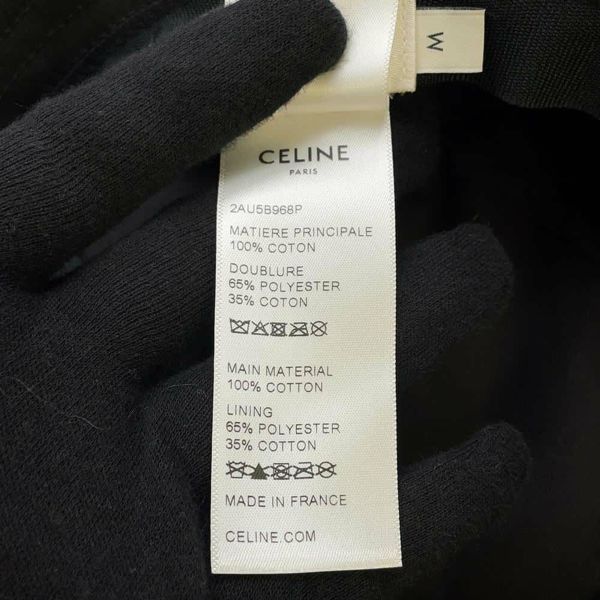 M
CELINE
PARIS
2AU5B968P
MATIERE PRINCIPALE
100% COTON
DOUBLURE
65% POLYESTER
35% COTON
MAIN MATERIAL
100% COTTON
LINING
65% POLYESTER
35% COTTON
MADE IN FRANCE
CELINE.COM